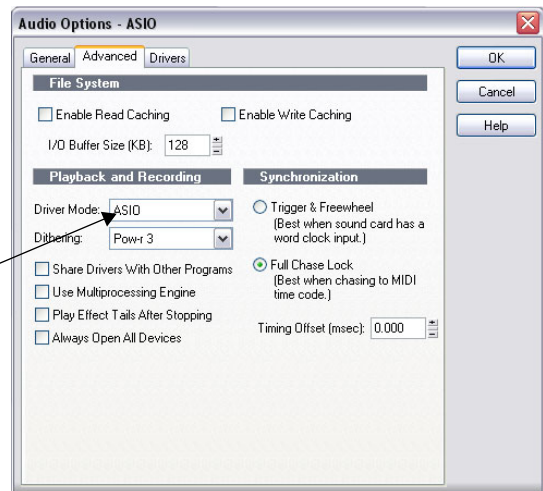 Audio Options - ASIO
General Advanced Drivers
OK
Cancel
Help
File System
Enable Read Caching Enable Write Caching
I/O Buffer Size (KB): 128
Playback and Recording
Driver Mode: ASIO
Dithering: Pow-r 3
Share Drivers With Other Programs
Use Multiprocessing Engine
Play Effect Tails After Stopping
Always Open All Devices
Synchronization
Trigger & Freewheel
(Best when sound card has a
word clock input.)
Full Chase Lock
(Best when chasing to MIDI
time code.)
Timing Offset (msec): 0.000